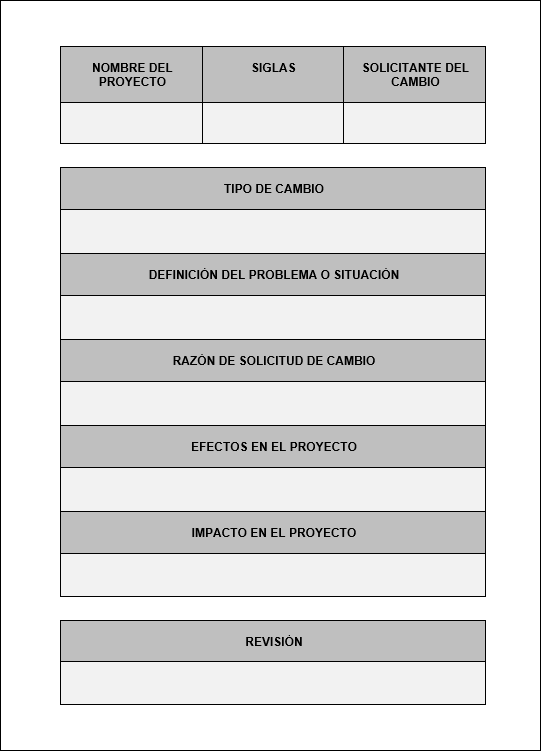 NOMBRE DEL
PROYECTO
SIGLAS
SOLICITANTE DEL
CAMBIO
TIPO DE CAMBIO
DEFINICIÓN DEL PROBLEMA O SITUACIÓN
RAZÓN DE SOLICITUD DE CAMBIO
EFECTOS EN EL PROYECTO
IMPACTO EN EL PROYECTO
REVISIÓN